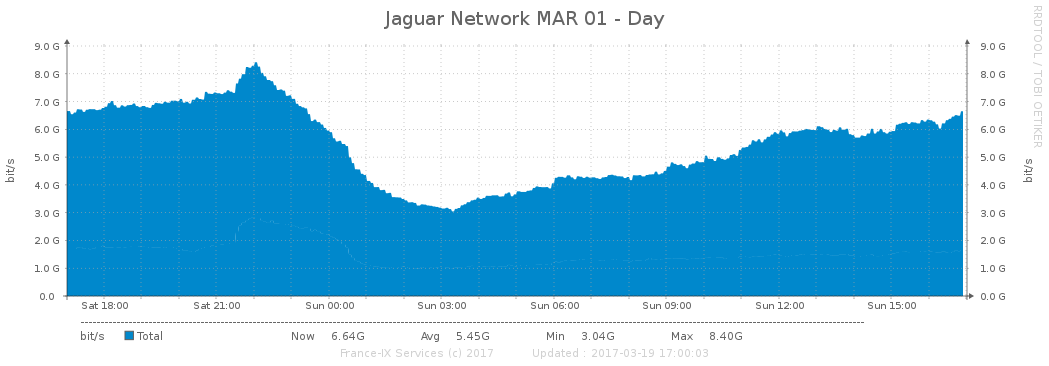 Jaguar Network MAR 01 - Day
RRDTOOL / TOBI OETIKER
bit/s
9.0 G 9.0 G
8.0 G 8.0 G
7.0 G 7.0 G
6.0 G 6.0 G
5.0 G 5.0 G
4.0 G 4.0 G
3.0 G 3.0 G
2.0 G 2.0 G
1.0 G 1.0 G
0.0 0.0 G
bit/s
Sat 18:00 Sat 21:00 Sun 00:00 Sun 03:00 Sun 06:00 Sun 09:00 Sun 12:00 Sun 15:00
bit/s Total Now 6.64G Avg 5.45G Min 3.04G Max 8.40G
France-IX Services (c) 2017 Updated : 2017-03-19 17:00:03